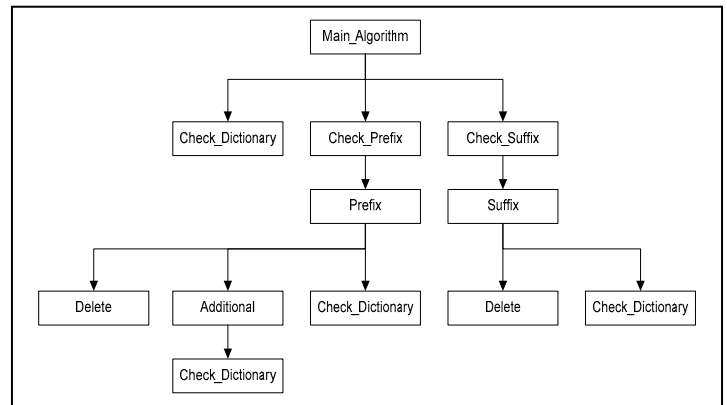 Main_Algorithm
Check_Dictionary
Check_Prefix
Check_Suffix
Prefix
Suffix
Delete
Additional
Check_Dictionary
Delete
Check_Dictionary
Check_Dictionary